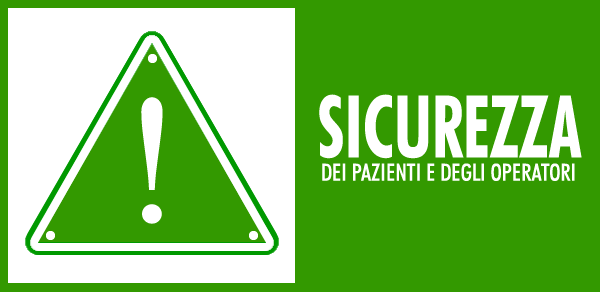 SICUREZZA
DEI PAZIENTI E DEGLI OPERATORI